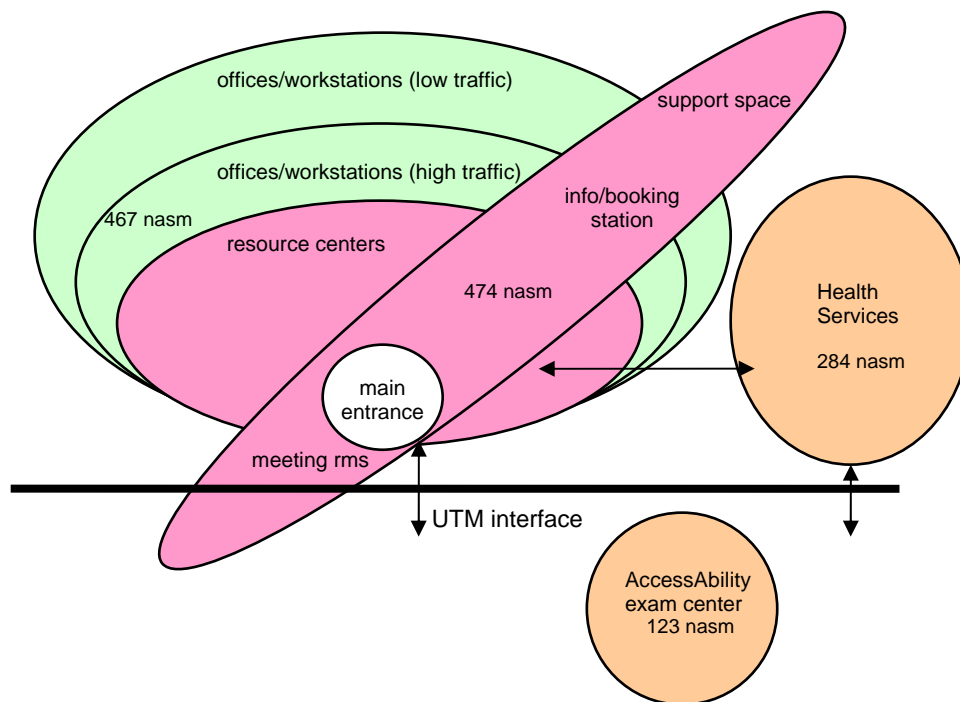 offices/workstations (low traffic)
support space
offices/workstations (high traffic)
info/booking
station
467 nasm
resource centers
474 nasm
Health
Services
284 nasm
main
entrance
meeting rms
UTM interface
AccessAbility
exam center
123 nasm